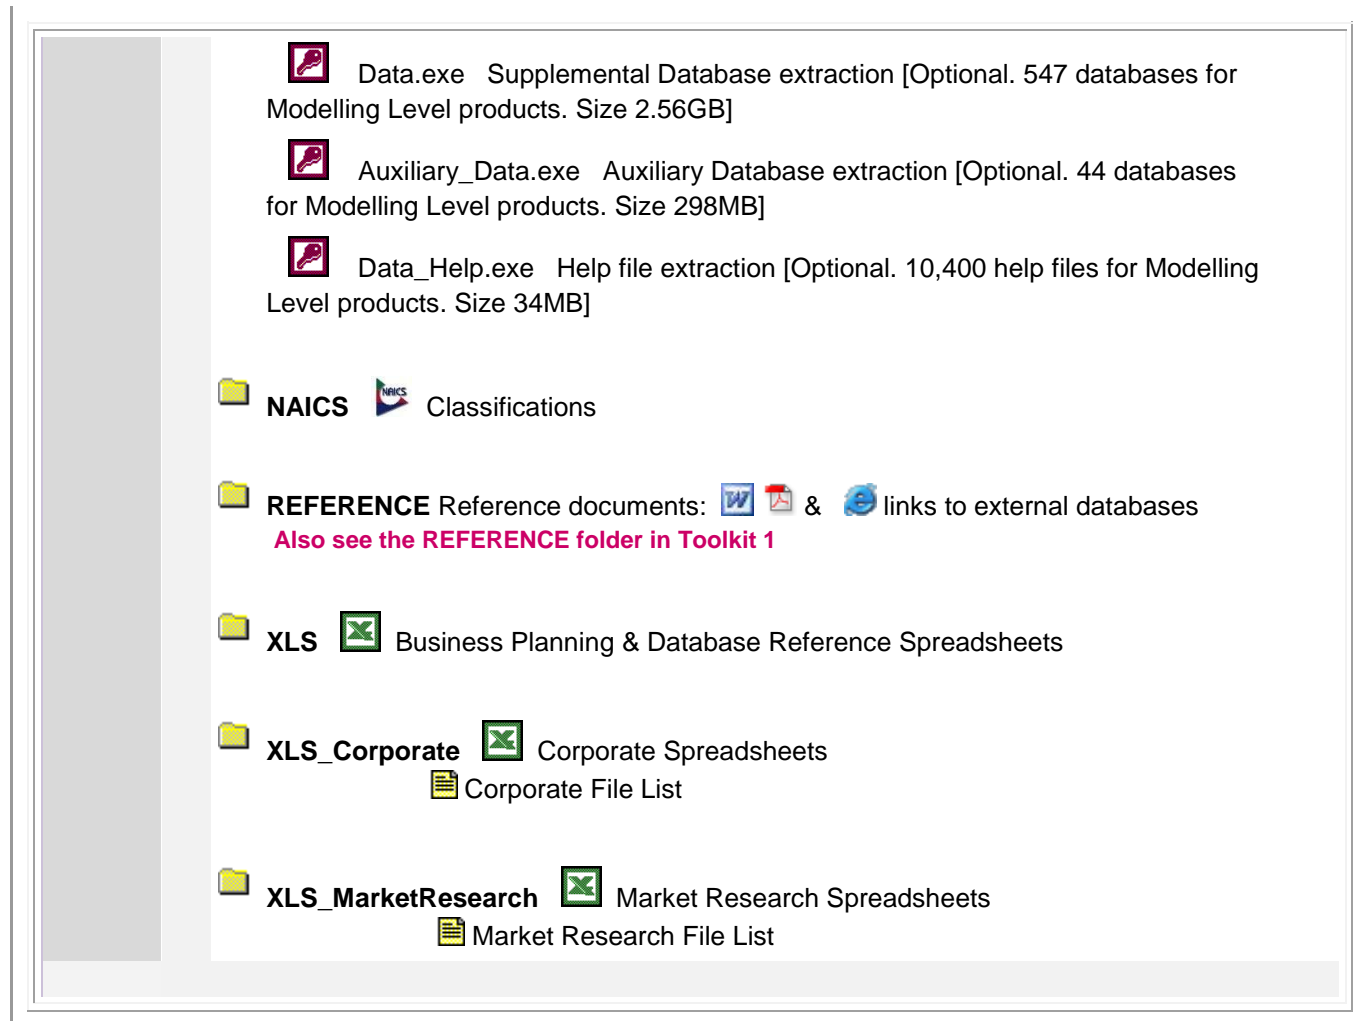 Data.exe Supplemental Database extraction [Optional. 547 databases for
Modelling Level products. Size 2.56GB]
Auxiliary_Data.exe Auxiliary Database extraction [Optional. 44 databases
for Modelling Level products. Size 298MB]
Data_Help.exe Help file extraction [Optional. 10,400 help files for Modelling
Level products. Size 34MB]
NAICS NAICS Classifications
REFERENCE Reference documents: W & links to external databases
Also see the REFERENCE folder in Toolkit 1
XLS Business Planning & Database Reference Spreadsheets
XLS_Corporate Corporate Spreadsheets
Corporate File List
XLS_MarketResearch Market Research Spreadsheets
Market Research File List